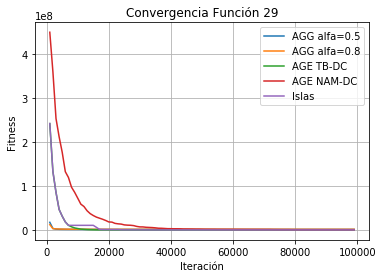 Convergencia Función 29
1e8
AGG alfa=0.5
AGG alfa=0.8
AGE TB-DC
AGE NAM-DC
Islas
4
3
2
1
0
Fitness
0 20000 40000 60000 80000 100000
Iteración